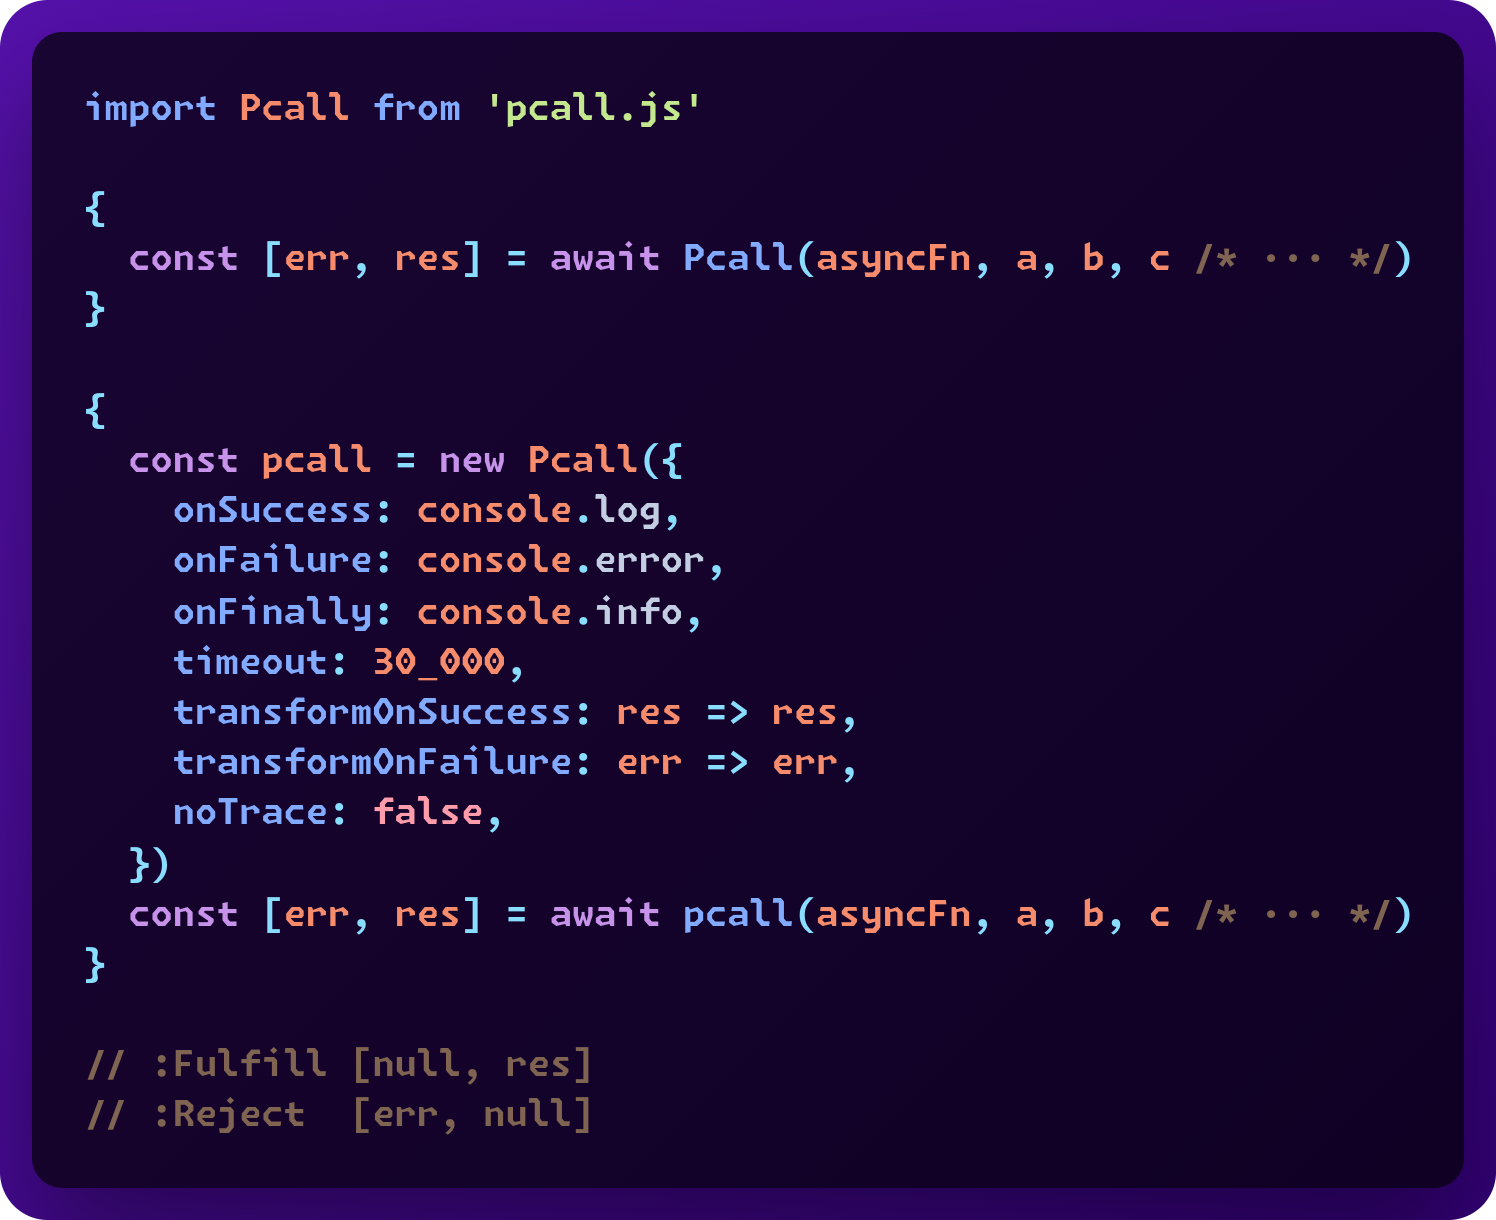 import Pcall from 'pcall.js'

{
  const [err, res] = await Pcall(asyncFn, a, b, c /* ··· */)
}

{
  const pcall = new Pcall({
    onSuccess: console.log,
    onFailure: console.error,
    onFinally: console.info,
    timeout: 30_000,
    transformOnSuccess: res => res,
    transformOnFailure: err => err,
    noTrace: false,
  })
  const [err, res] = await pcall(asyncFn, a, b, c /* ··· */)
}

// :Fulfill [null, res]
// :Reject  [err, null]